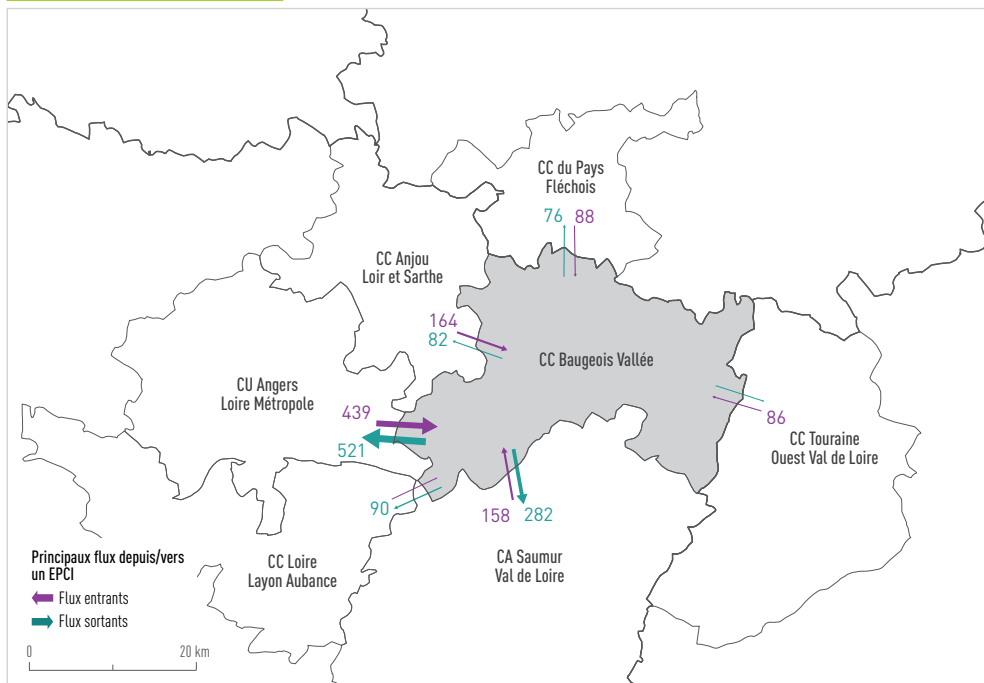 CC du Pays
Fléchois
76 88
CC Anjou
Loir et Sarthe
164
82
CC Baugeois Vallée
CU Angers
Loire Métropole
439
521
86
CC Touraine
Ouest Val de Loire
90
158 282
CC Loire
Layon Aubance
CA Saumur
Val de Loire
Principaux flux depuis/vers
un EPCI
Flux entrants
Flux sortants
0 20 km